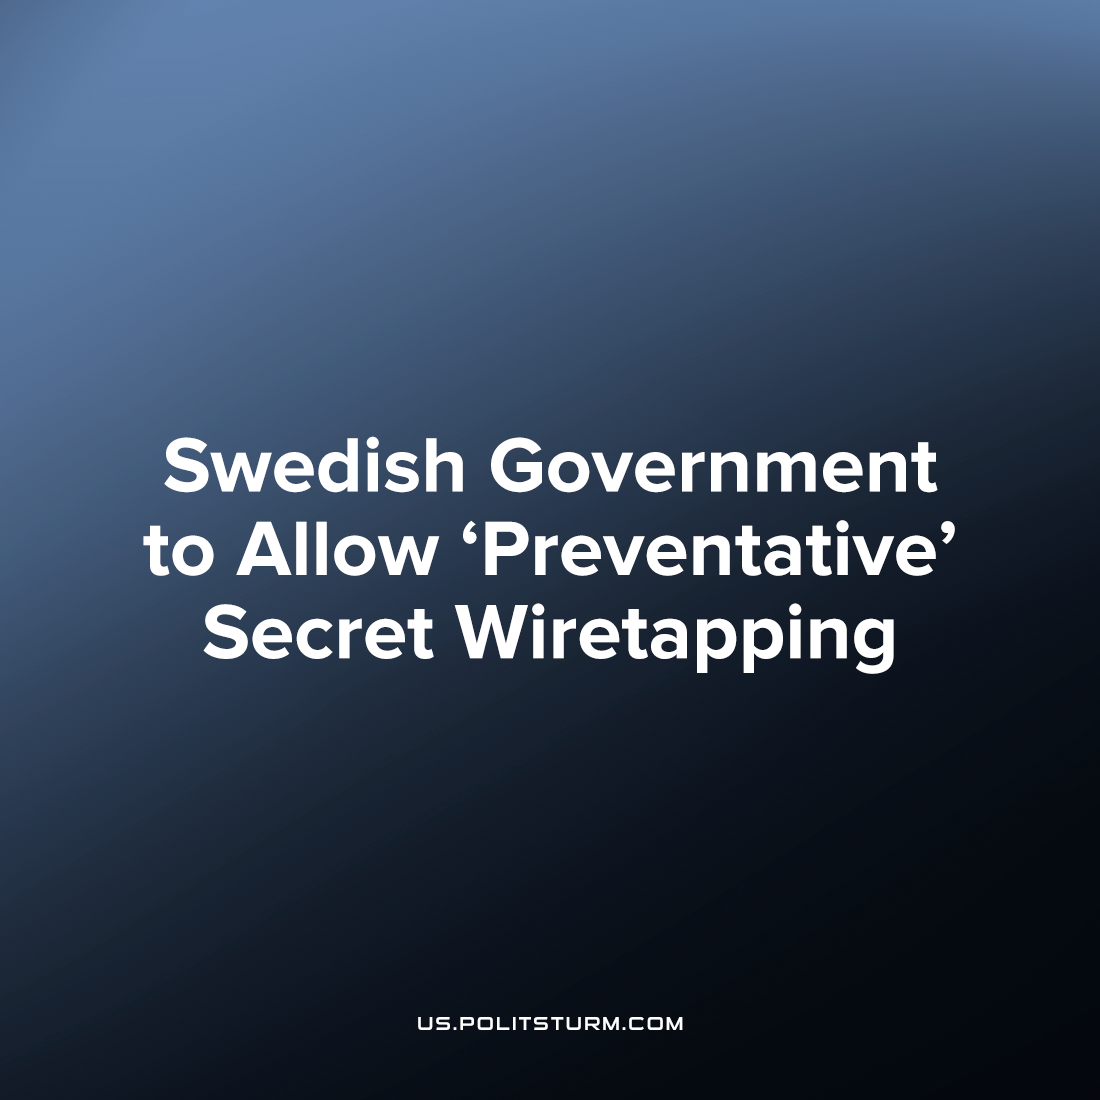 Swedish Government
to Allow ‘Preventative’
Secret Wiretapping
US.POLITSTURM.COM